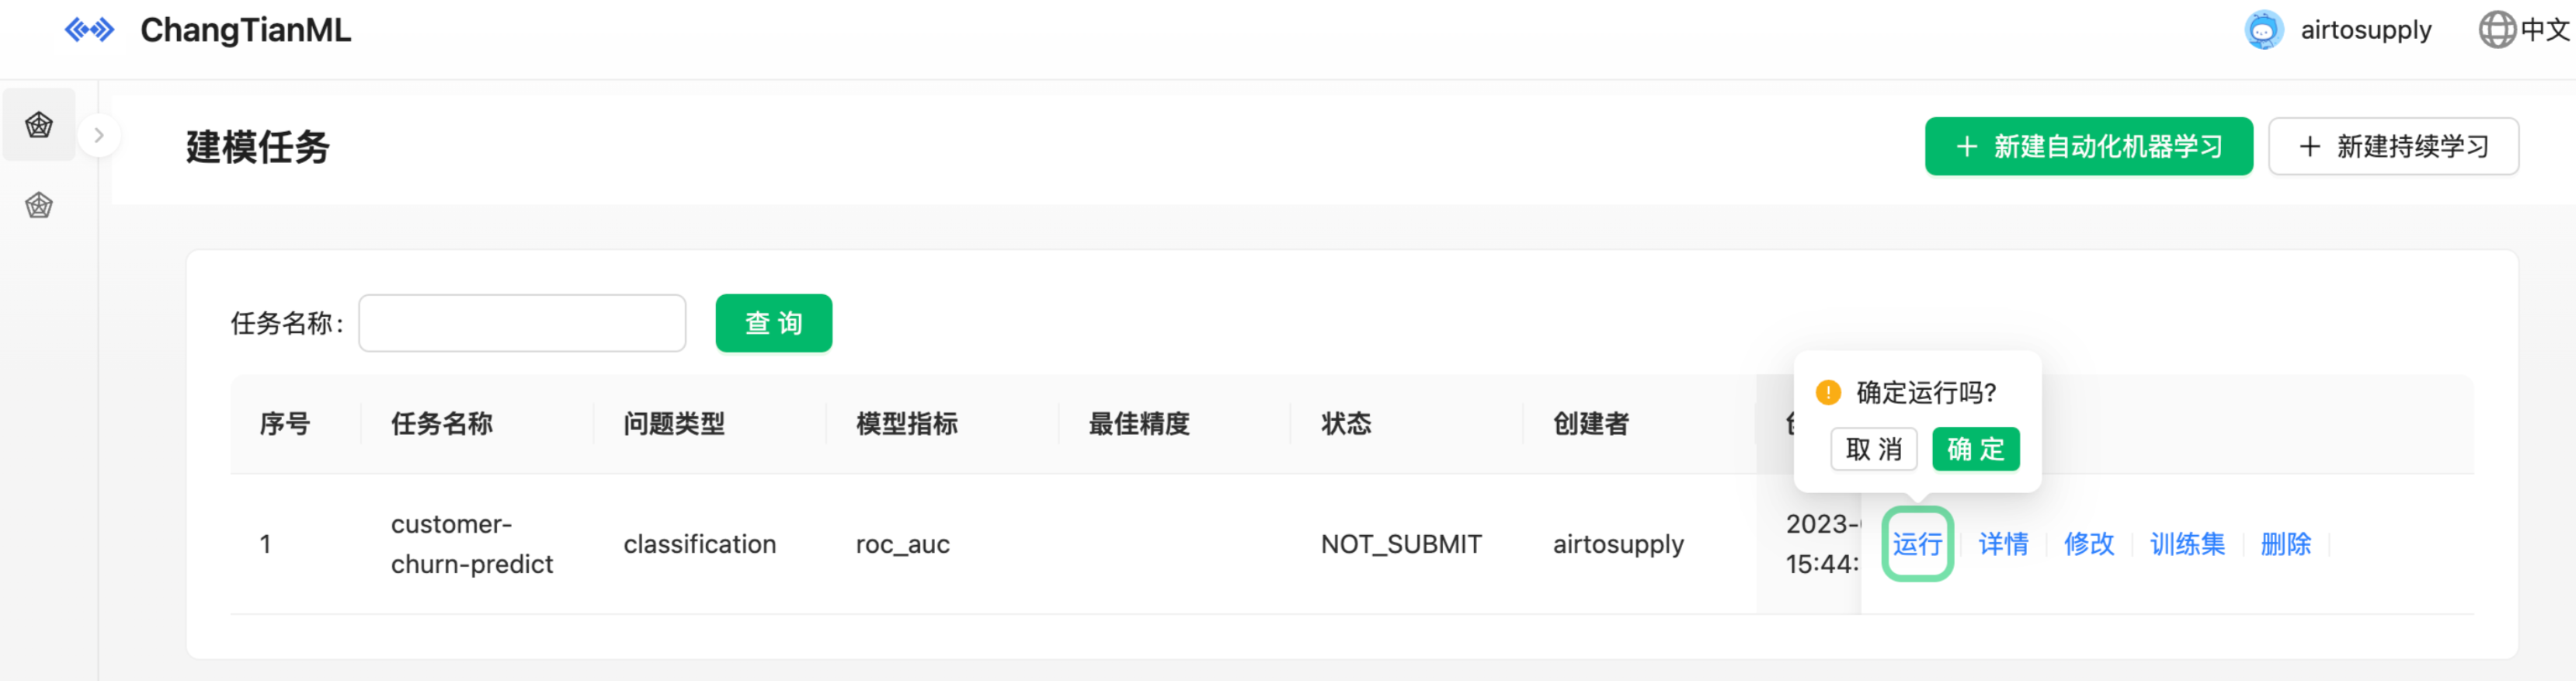 ChangTianML
airtosupply
中文
建模任务
+ 新建自动化机器学习
+ 新建持续学习
任务名称:
查 询
确定运行吗?
取 消
确 定
序号
任务名称
问题类型
模型指标
最佳精度
状态
创建者
1
customer-
churn-predict
classification
roc_auc
NOT_SUBMIT
airtosupply
2023-
15:44:
运行
详情
修改
训练集
删除